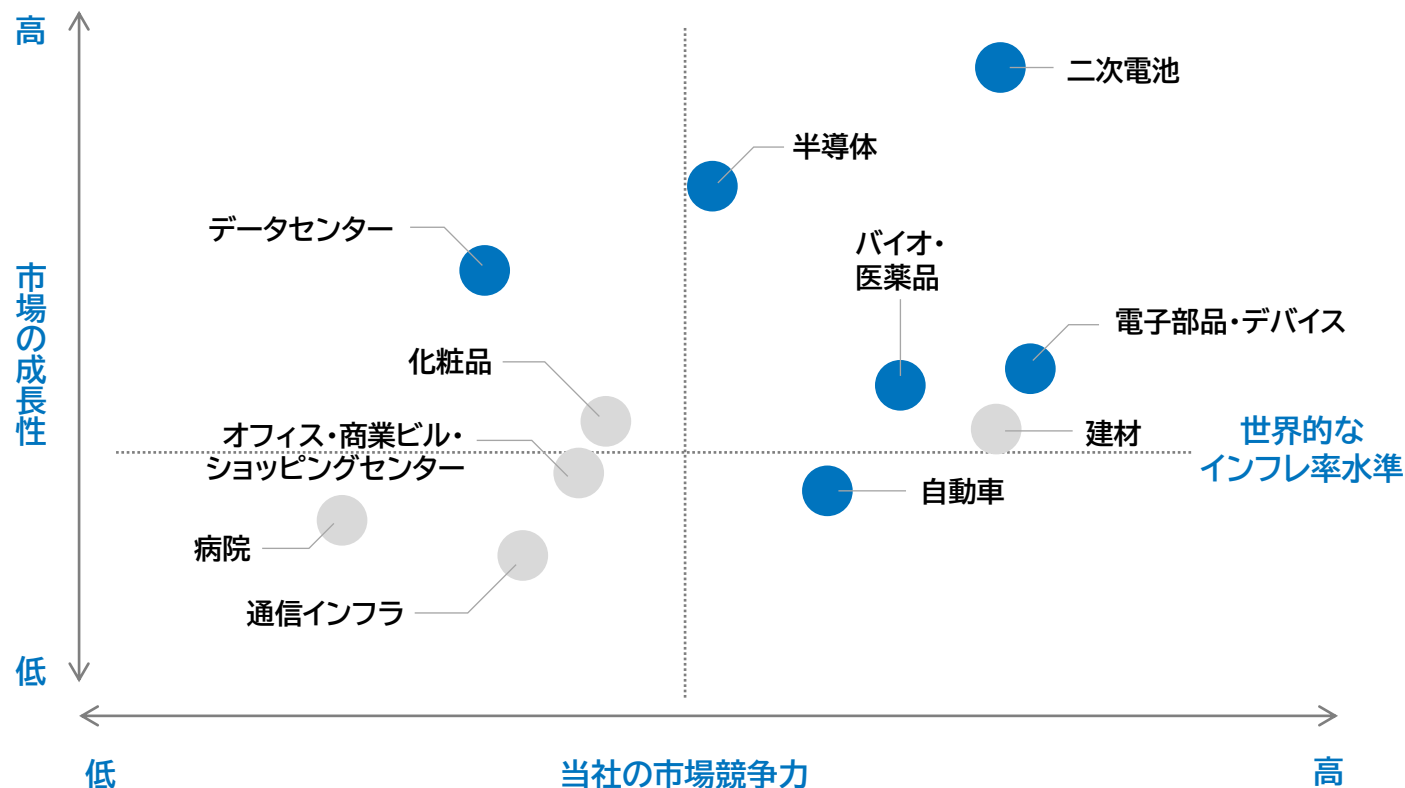 高
二次電池
半導体
データセンター
バイオ・
医薬品
市場の成長性
電子部品・デバイス
化粧品
オフィス・商業ビル・
ショッピングセンター
建材
世界的な
インフレ率水準
自動車
病院
通信インフラ
低
低
当社の市場競争力
高